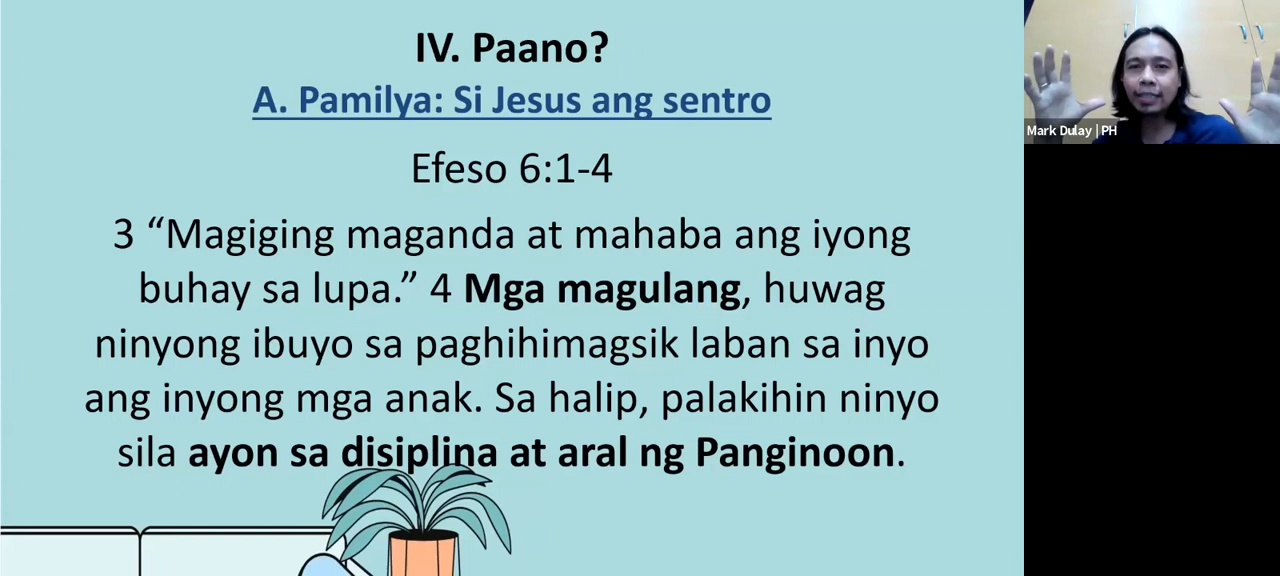 IV. Paano?
A. Pamilya: Si Jesus ang sentro
Efeso 6:1-4
3 “Magiging maganda at mahaba ang iyong
buhay sa lupa.” 4 Mga magulang, huwag
ninyong ibuyo sa paghihimagsik laban sa inyo
ang inyong mga anak. Sa halip, palakihin ninyo
sila ayon sa disiplina at aral ng Panginoon.
Mark Dulay | PH